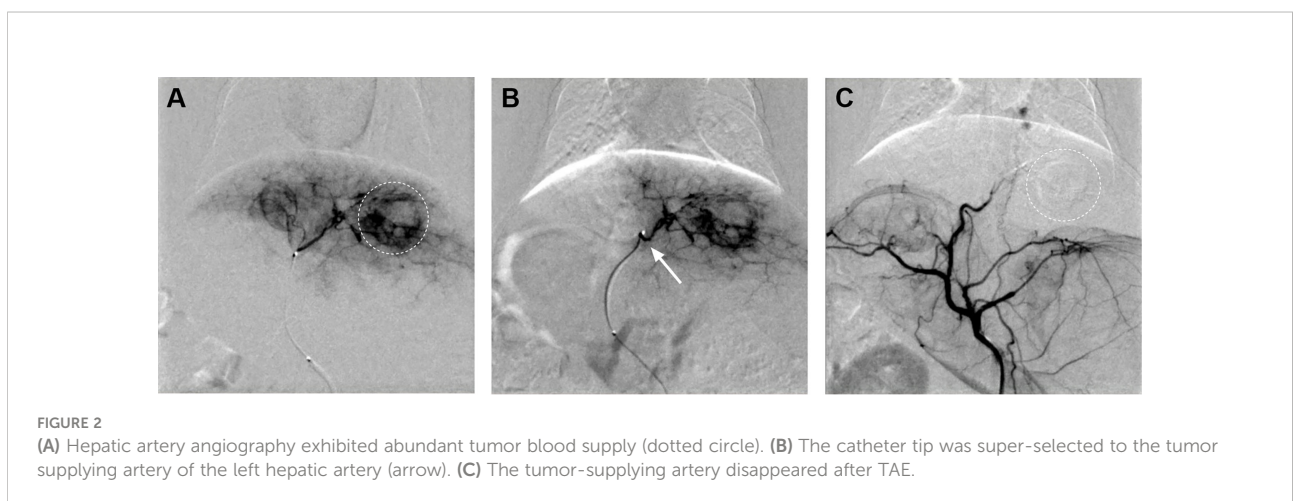 A
B
C
FIGURE 2
(A) Hepatic artery angiography exhibited abundant tumor blood supply (dotted circle). (B) The catheter tip was super-selected to the tumor
supplying artery of the left hepatic artery (arrow). (C) The tumor-supplying artery disappeared after TAE.